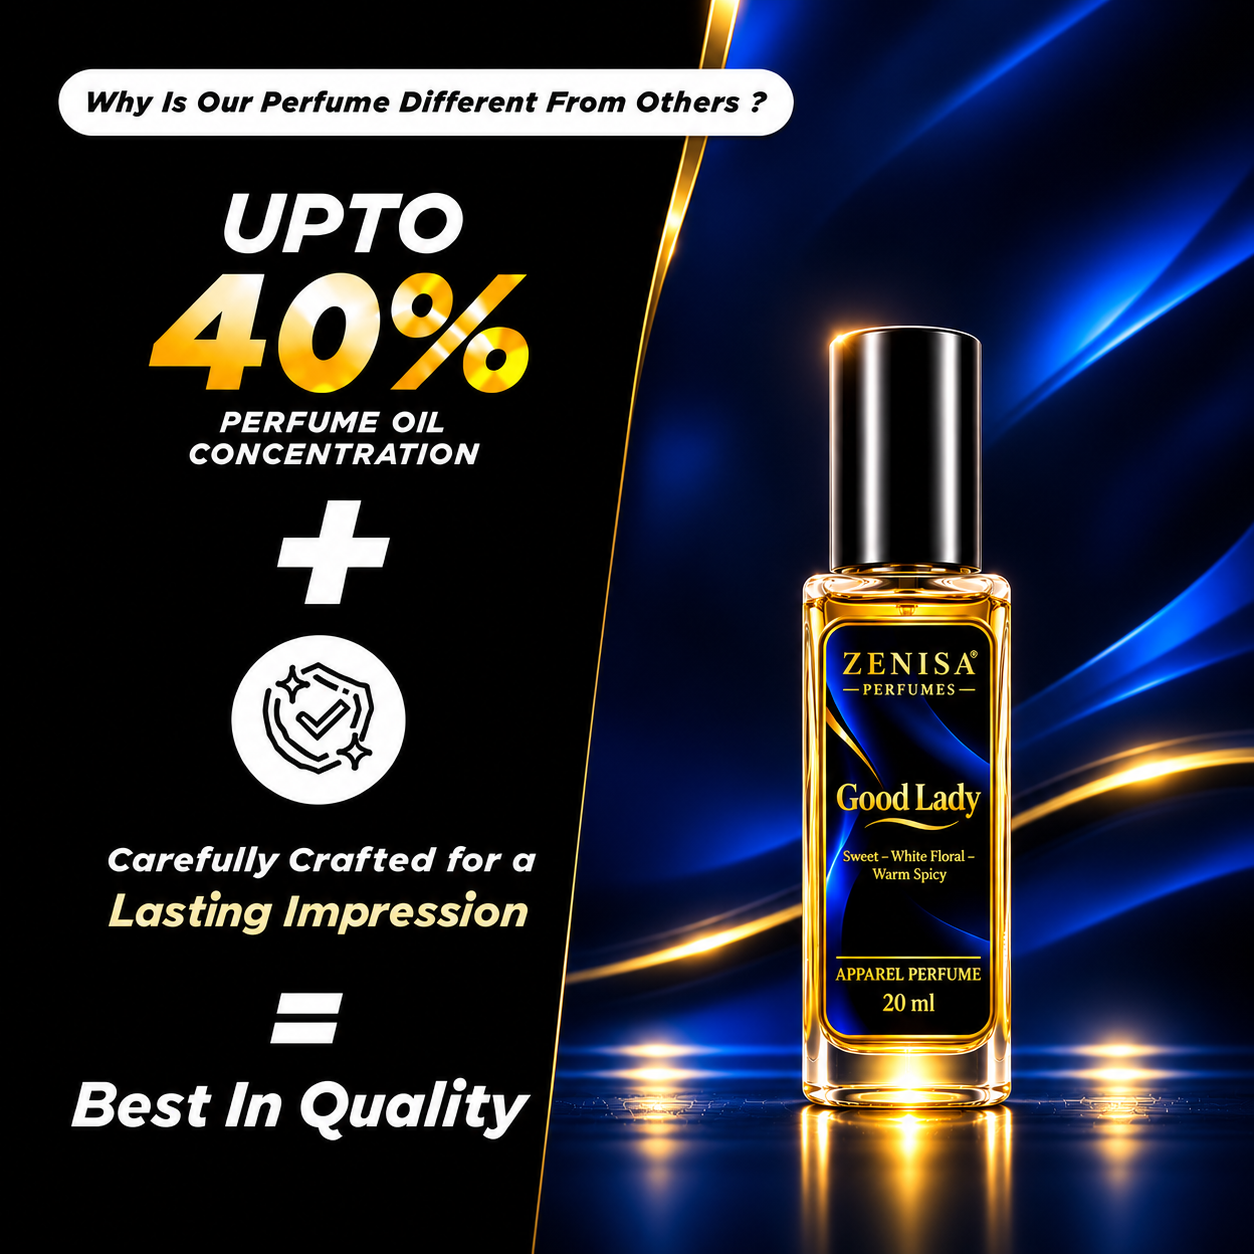 Why Is Our Perfume Different From Others ?
UPTO
40%
PERFUME OIL
CONCENTRATION
+
Carefully Crafted for a
Lasting Impression
=
Best In Quality
ZENISA®
—PERFUMES—
Good Lady
Sweet – White Floral –
Warm Spicy
APPAREL PERFUME
20 ml